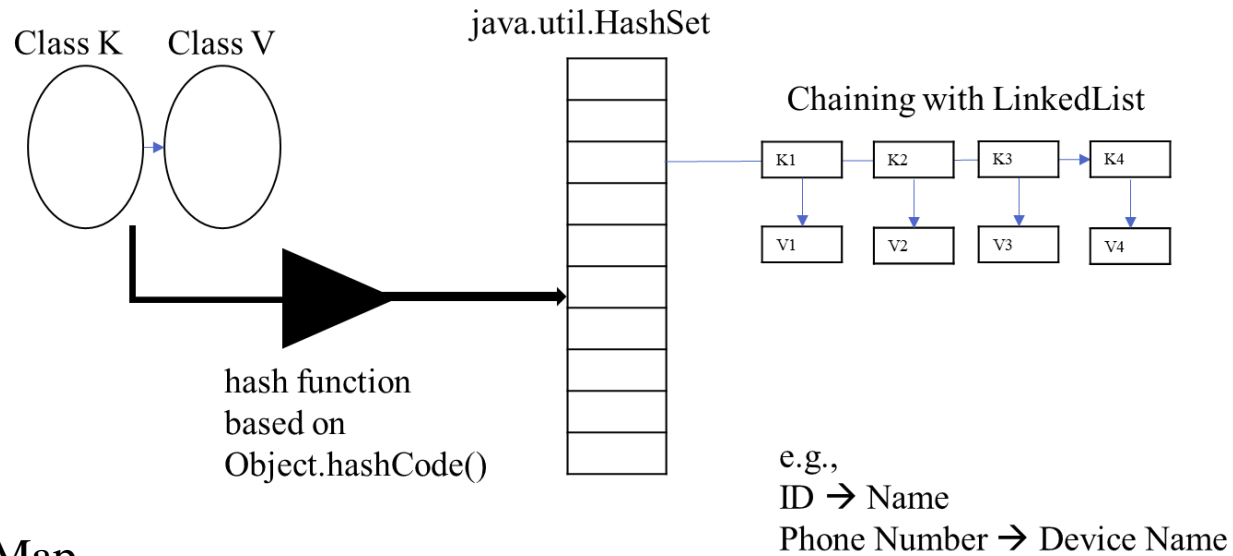 java.util.HashSet
Class K
Class V
Chaining with LinkedList
K1
K2
K3
K4
V1
V2
V3
V4
hash function
based on
Object.hashCode()
e.g.,
ID → Name
Phone Number → Device Name